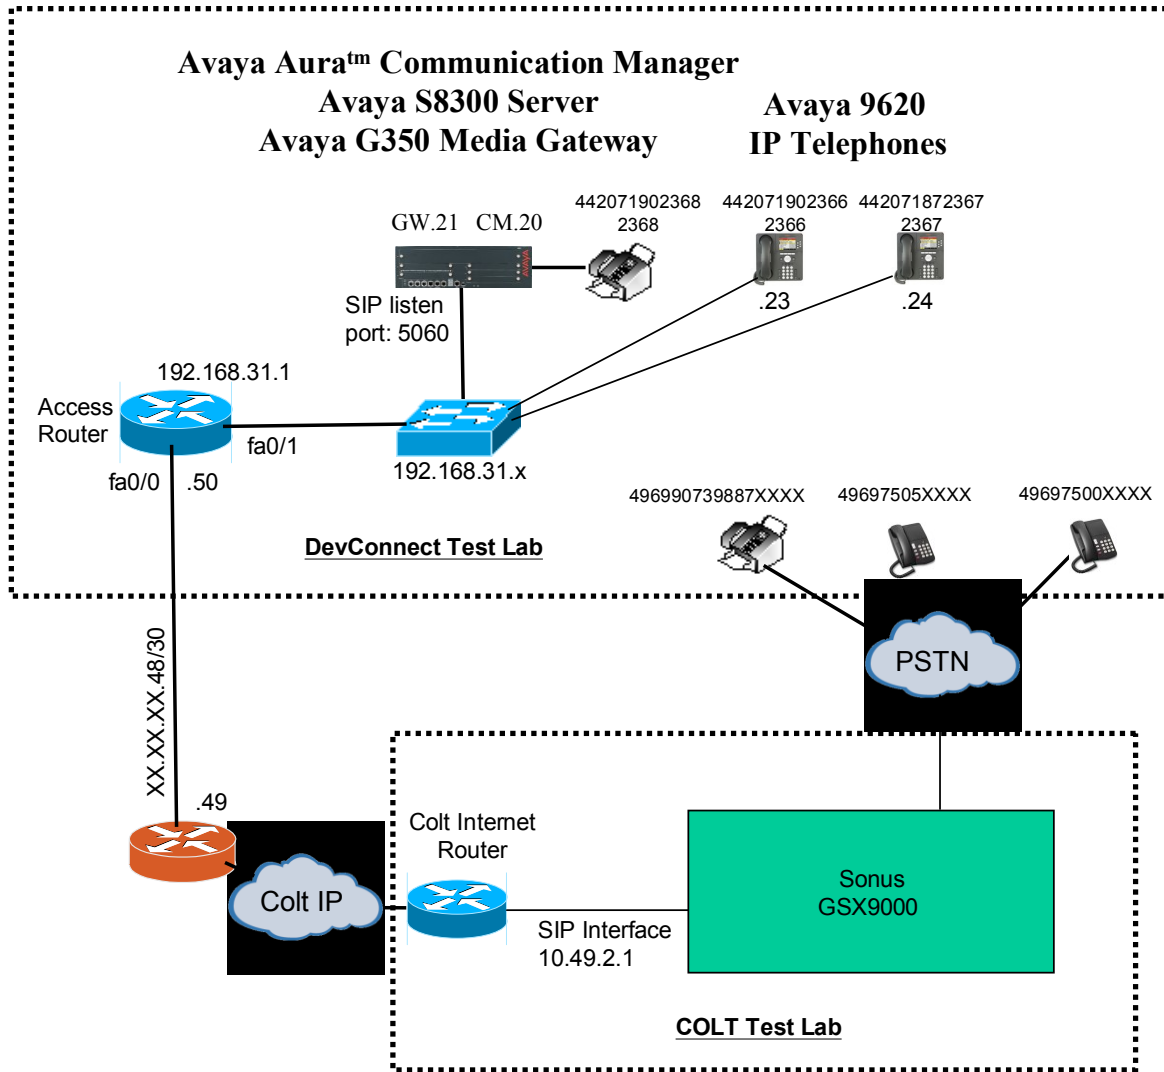 Avaya Aura™ Communication Manager
Avaya S8300 Server
Avaya G350 Media Gateway
Avaya 9620
IP Telephones
442071902368
2368
442071902366
2366
442071872367
2367
GW.21 CM.20
AVAYA
SIP listen
port: 5060
.23
.24
192.168.31.1
Access
Router
fa0/1
fa0/0 .50
192.168.31.x
DevConnect Test Lab
496990739887XXXX
49697505XXXX
49697500XXXX
PSTN
XX.XX.XX.48/30
.49
Colt IP
Colt Internet
Router
SIP Interface
10.49.2.1
Sonus
GSX9000
COLT Test Lab